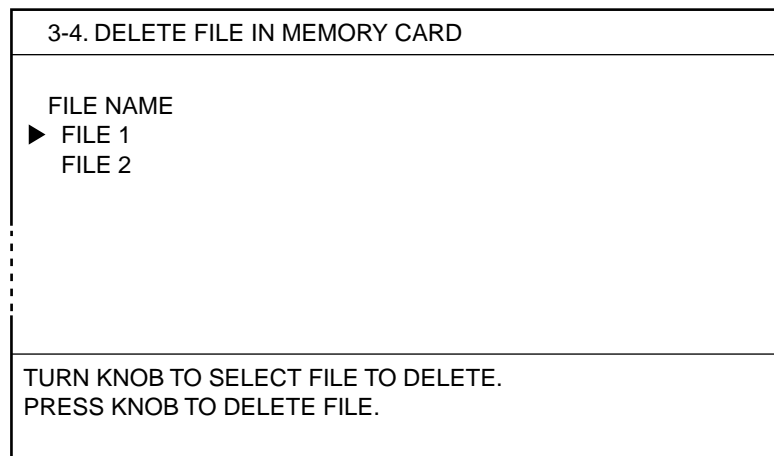 3-4. DELETE FILE IN MEMORY CARD
FILE NAME
▶ FILE 1
FILE 2
TURN KNOB TO SELECT FILE TO DELETE.
PRESS KNOB TO DELETE FILE.